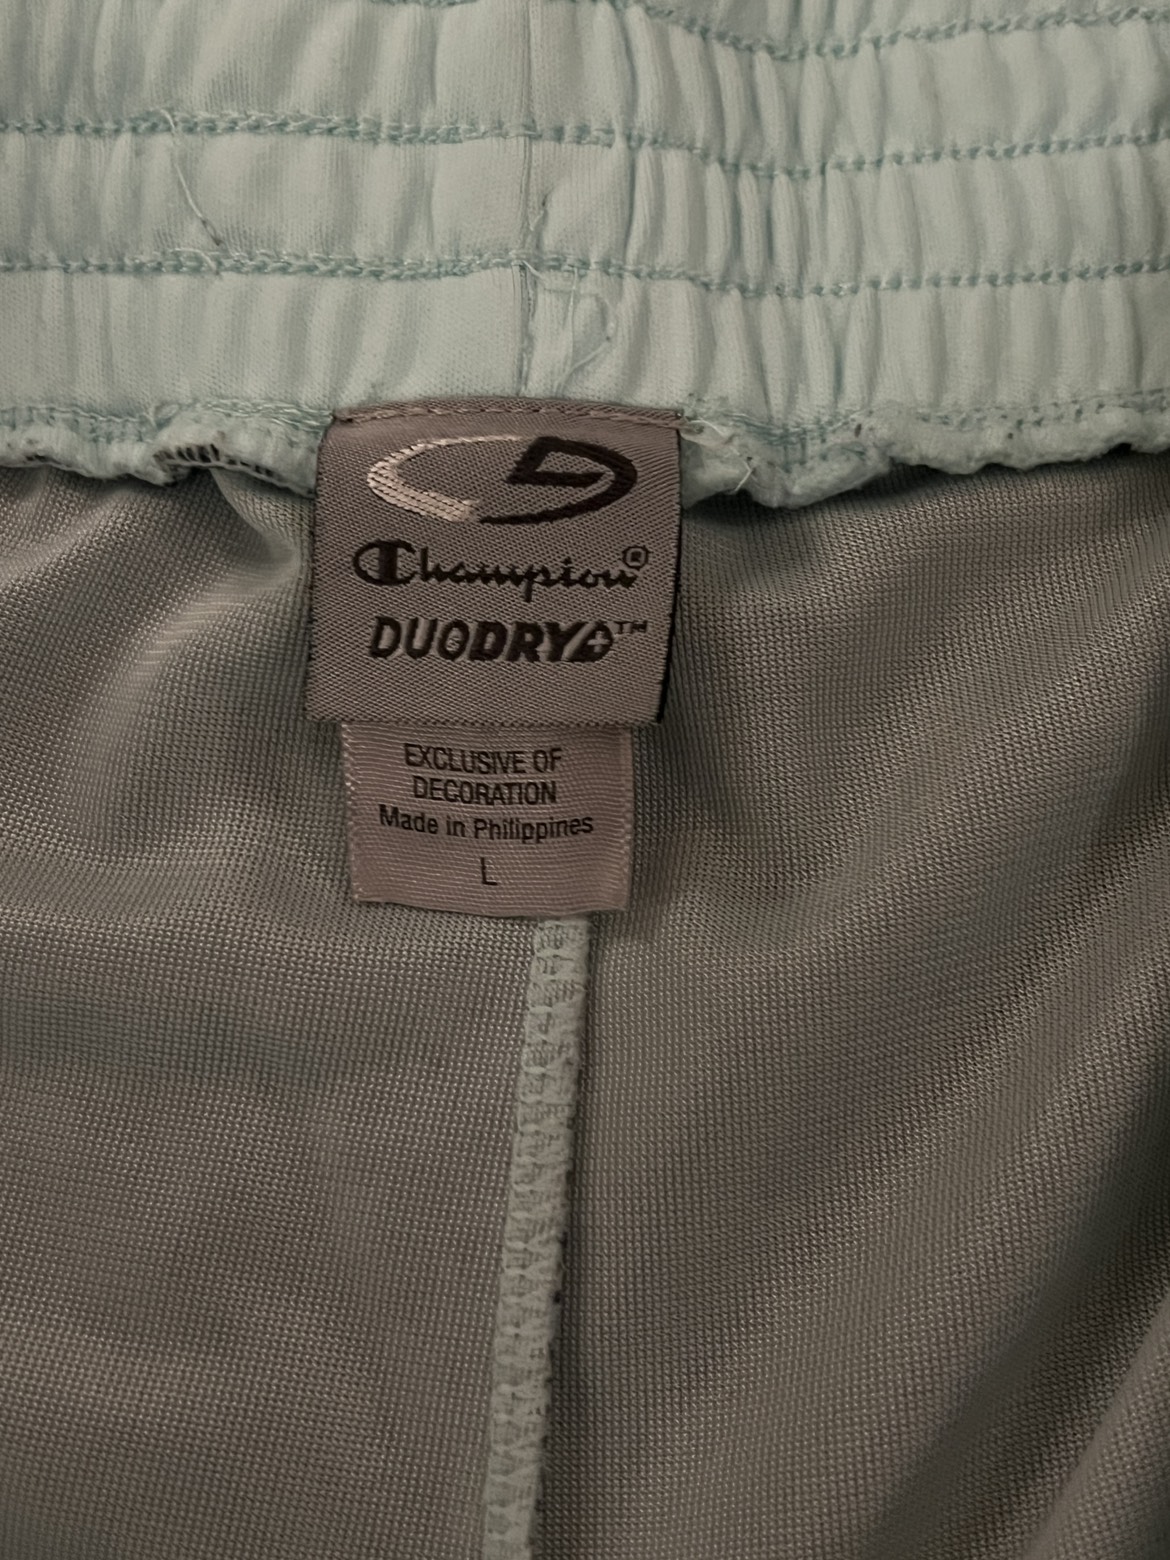 Champion®
DUODRY+™
EXCLUSIVE OF
DECORATION
Made in Philippines
L